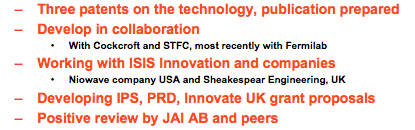 – Three patents on the technology, publication prepared
– Develop in collaboration
• With Cockcroft and STFC, most recently with Fermilab
– Working with ISIS Innovation and companies
• Niowave company USA and Sheakespear Engineering, UK
– Developing IPS, PRD, Innovate UK grant proposals
– Positive review by JAI AB and peers